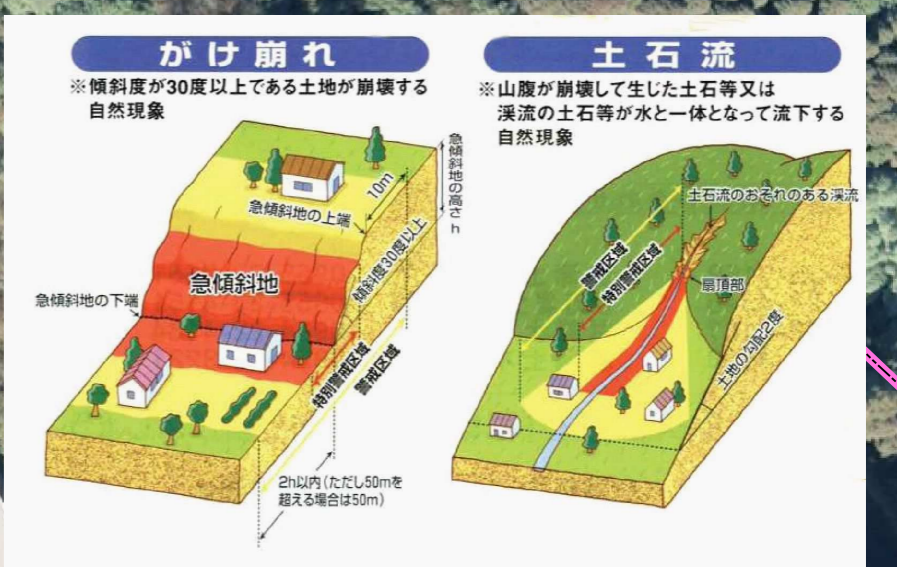 がけ崩れ
※傾斜度が30度以上である土地が崩壊する
自然現象
急傾斜地の高さh
10m
急傾斜地の上端
傾斜度30度以上
急傾斜地
急傾斜地の下端
特別警戒区域
警戒区域
2h以内(ただし50mを
超える場合は50m)
土石流
※山腹が崩壊して生じた土石等又は
渓流の土石等が水と一体となって流下する
自然現象
土石流のおそれのある渓流
警戒区域
特別警戒区域
扇頂部
土地の勾配2度